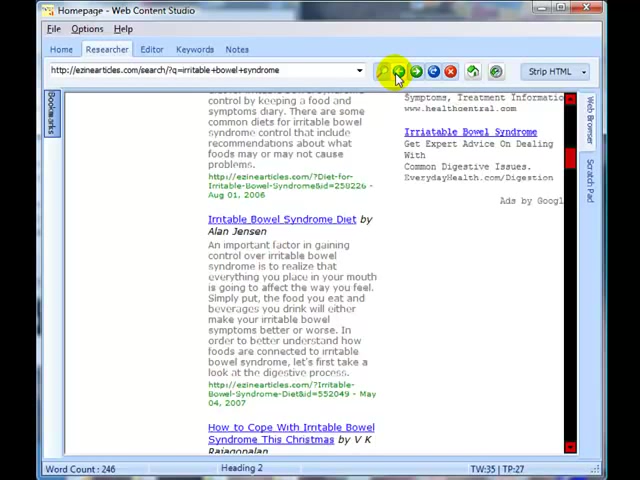 Homepage - Web Content Studio
File Options Help
Home Researcher Editor Keywords Notes
http://ezinearticles.com/search/?q=irritable+bowel+syndrome
Strip HTML
Bookmarks
control by keeping a food and
symptoms diary. There are some
common diets for irritable bowel
syndrome control that include
recommendations about what
foods may or may not cause
problems.
http://ezinearticles.com/?Diet-for-
Irritable-Bowel-Syndrome&id=258226 -
Aug 01, 2006
Irritable Bowel Syndrome Diet by
Alan Jensen
An important factor in gaining
control over irritable bowel
syndrome is to realize that
everything you place in your mouth
is going to affect the way you feel.
Simply put, the food you eat and
beverages you drink will either
make your irritable bowel
symptoms better or worse. In
order to better understand how
foods are connected to irritable
bowel syndrome, let's first take a
look at the digestive process.
http://ezinearticles.com/?Irritable-
Bowel-Syndrome-Diet&id=552049 - May
04, 2007
How to Cope With Irritable Bowel
Syndrome This Christmas by V K
Rajagopalan
Symptoms, Treatment Informatio
www.healthcentral.com
Irriatable Bowel Syndrome
Get Expert Advice On Dealing
With
Common Digestive Issues.
EverydayHealth.com/Digestion
Ads by Googl
Web Browser
Scratch Pad
Word Count : 246
Heading 2
TW:35 | TP:27